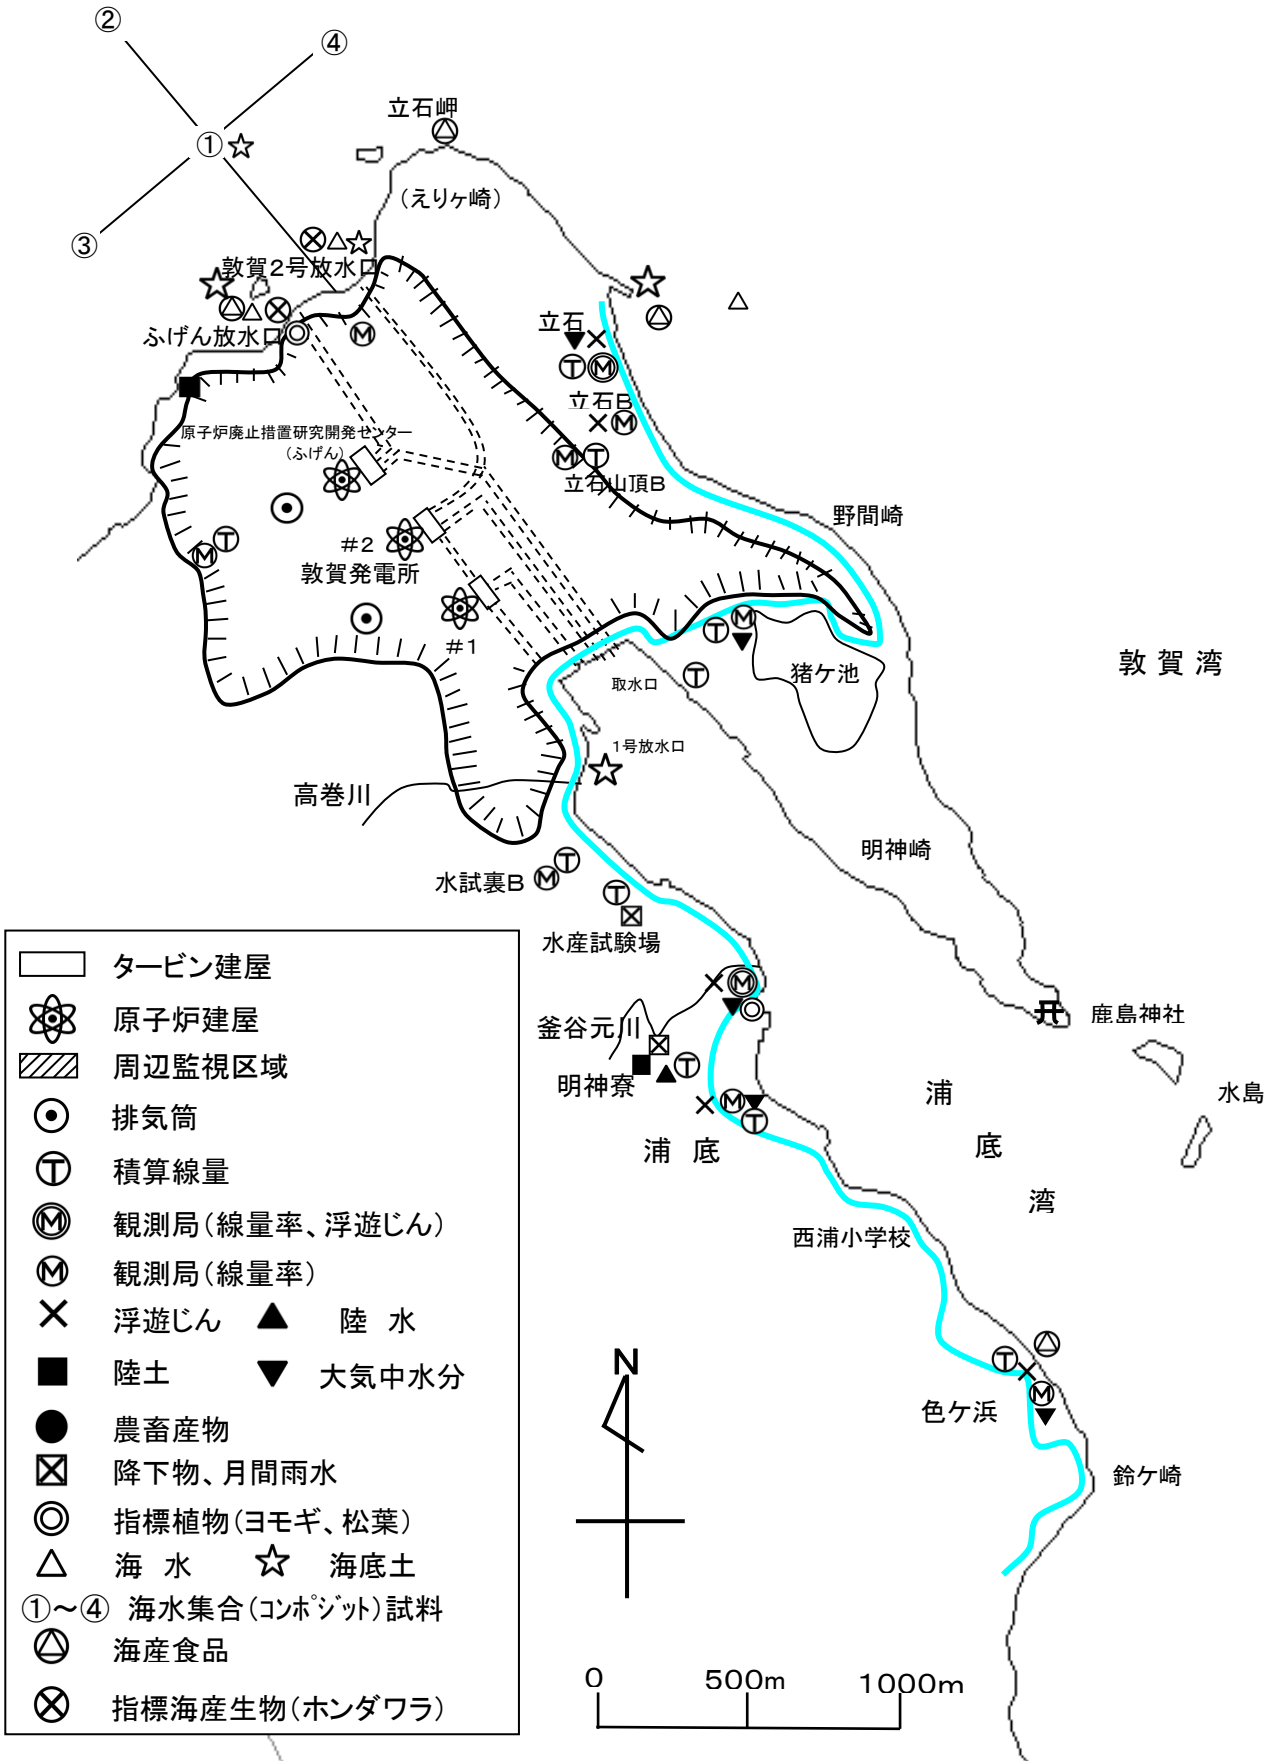 ②
④
立石岬
①
(えりヶ崎)
③
敦賀2号放水口
ふげん放水口
立石
立石B
原子炉廃止措置研究開発センター
(ふげん)
立石山頂B
野間崎
#2
敦賀発電所
#1
敦賀湾
猪ケ池
取水口
1号放水口
高巻川
明神崎
水試裏B
水産試験場
鹿島神社
釜谷元川
明神寮
水島
浦底
浦
底
湾
西浦小学校
色ケ浜
鈴ケ崎
タービン建屋
原子炉建屋
周辺監視区域
排気筒
T 積算線量
M 観測局(線量率、浮遊じん)
M 観測局(線量率)
浮遊じん 陸 水
陸土 大気中水分
農畜産物
降下物、月間雨水
指標植物(ヨモギ、松葉)
海 水 海底土
①~④ 海水集合(コンポジット)試料
海産食品
指標海産生物(ホンダワラ)
N
0 500m 1000m